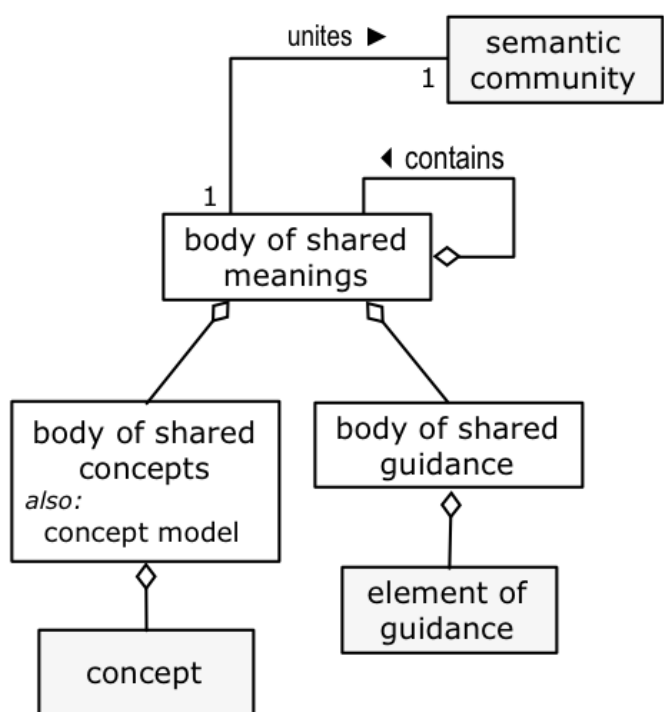 unites ►
semantic
community
1
◄ contains
1
body of shared
meanings
body of shared
concepts
also:
concept model
body of shared
guidance
element of
guidance
concept